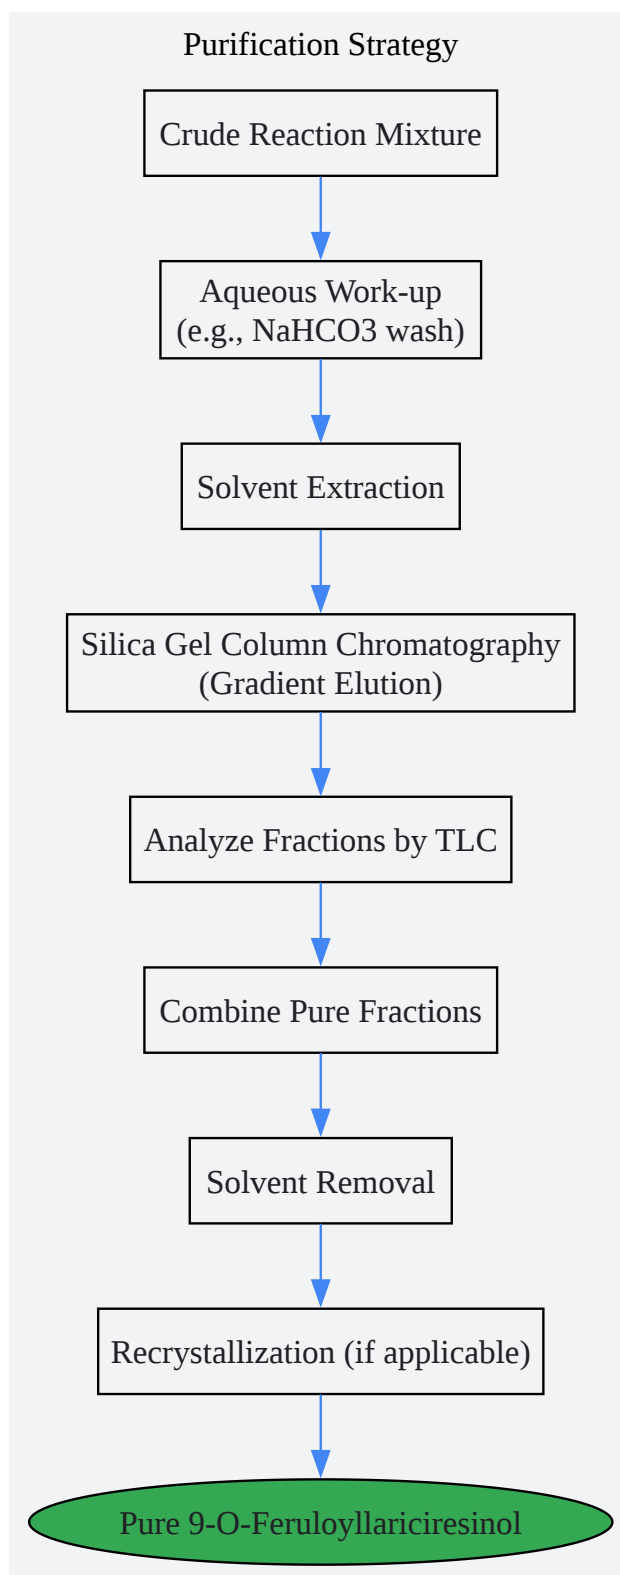 Purification Strategy
Crude Reaction Mixture
Aqueous Work-up
(e.g., NaHCO3 wash)
Solvent Extraction
Silica Gel Column Chromatography
(Gradient Elution)
Analyze Fractions by TLC
Combine Pure Fractions
Solvent Removal
Recrystallization (if applicable)
Pure 9-O-Feruloyllariciresinol